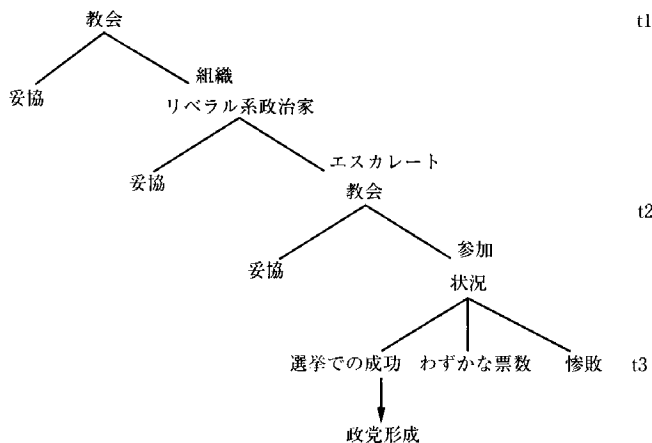 教会 t1
妥協 組織
リベラル系政治家
妥協 エスカレート
教会 t2
妥協 参加
状況
選挙での成功 わずかな票数 惨敗 t3
政党形成